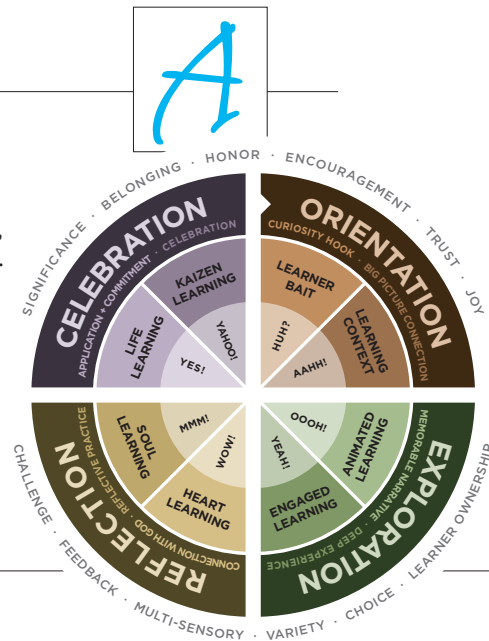 A
SIGNIFICANCE · BELONGING · HONOR · ENCOURAGEMENT · TRUST · JOY
CELEBRATION
APPLICATION + COMMITMENT · CELEBRATION
KAIZEN
LEARNING
YAHOO!
LIFE
LEARNING
YES!
ORIENTATION
CURIOSITY HOOK · BIG PICTURE CONNECTION
LEARNER
BAIT
HUH?
LEARNING
CONTEXT
AAHH!
REFLECTION
CONNECTION WITH GOD · REFLECTIVE PRACTICE
SOUL
LEARNING
MMM!
HEART
LEARNING
WOW!
EXPLORATION
MEMORABLE NARRATIVE · DEEP EXPERIENCE
ANIMATED
LEARNING
OOOH!
ENGAGED
LEARNING
YEAH!
CHALLENGE · FEEDBACK · MULTI-SENSORY · VARIETY · CHOICE · LEARNER OWNERSHIP